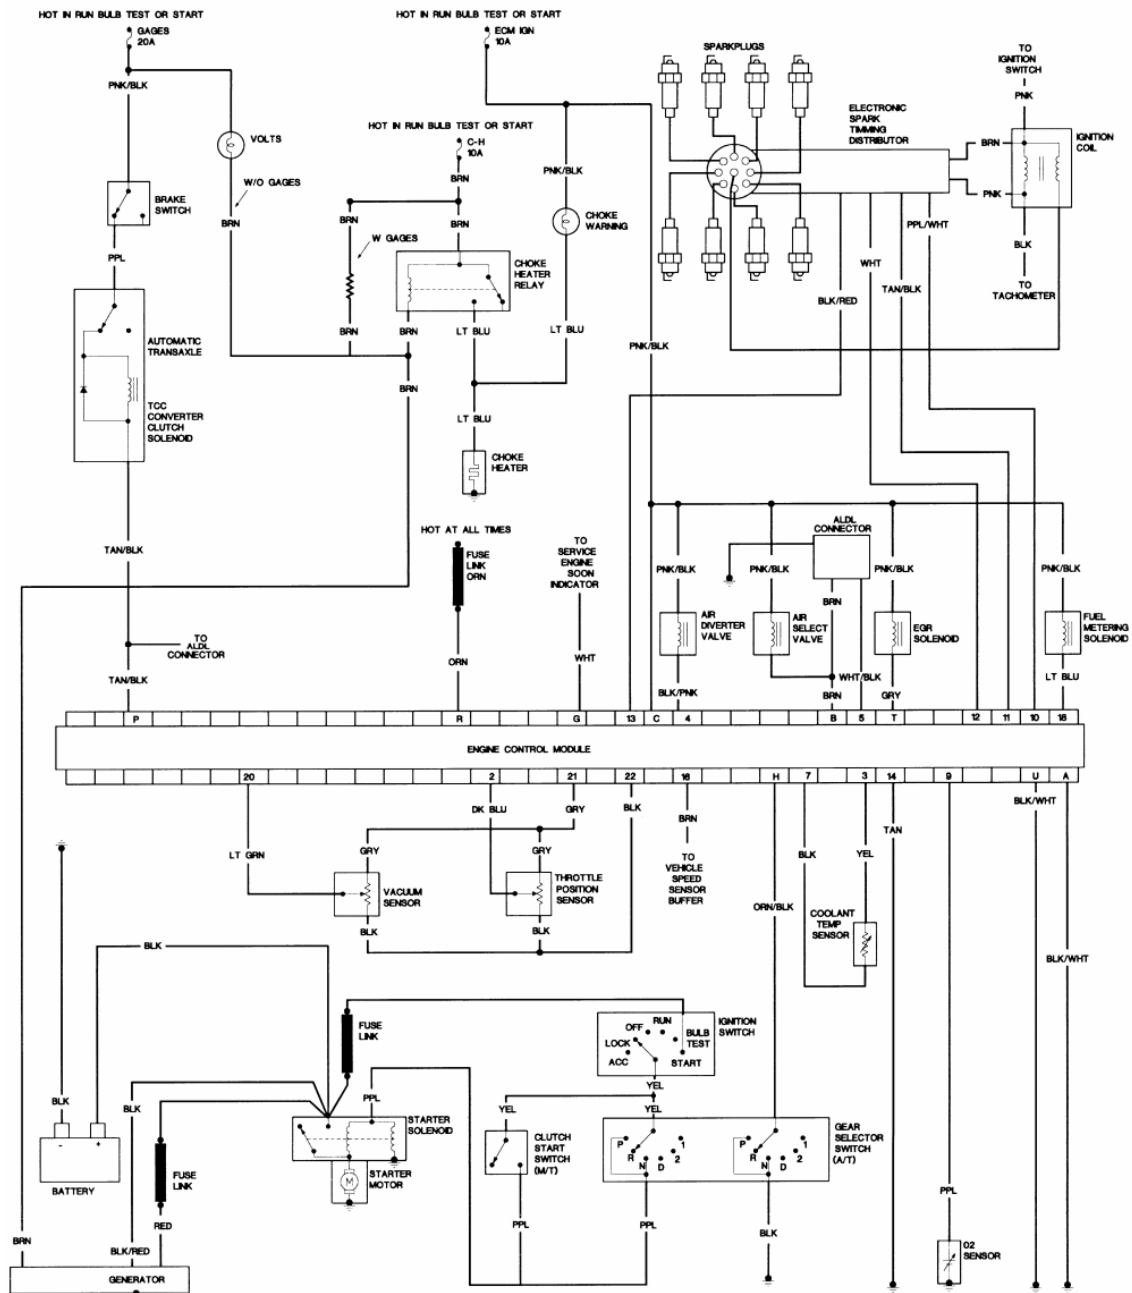 HOT IN RUN BULB TEST OR START
GAGES
20A
PNK/BLK
VOLTS
W/O GAGES
BRN
BRAKE
SWITCH
PPL
AUTOMATIC
TRANSAXLE
TCC
CONVERTER
CLUTCH
SOLENOID
TAN/BLK
TO
ALDL
CONNECTOR
TAN/BLK
HOT IN RUN BULB TEST OR START
ECM IGN
10A
HOT IN RUN BULB TEST OR START
C-H
10A
BRN
BRN
BRN
W GAGES
CHOKE
HEATER
RELAY
BRN
BRN
LT BLU
BRN
LT BLU
CHOKE
HEATER
PNK/BLK
CHOKE
WARNING
LT BLU
PNK/BLK
HOT AT ALL TIMES
FUSE
LINK
ORN
ORN
TO
SERVICE
ENGINE
SOON
INDICATOR
WHT
SPARKPLUGS
ELECTRONIC
SPARK
TIMING
DISTRIBUTOR
TO
IGNITION
SWITCH
PNK
BRN
PNK
IGNITION
COIL
BLK
TO
TACHOMETER
PPL/WHT
WHT
TAN/BLK
BLK/RED
ALDL
CONNECTOR
PNK/BLK
PNK/BLK
PNK/BLK
PNK/BLK
BRN
AIR
DIVERTER
VALVE
AIR
SELECT
VALVE
EGR
SOLENOID
FUEL
METERING
SOLENOID
BLK/PNK
BRN
WHT/BLK
GRY
LT BLU
P R G 13 C 4 B 5 T 12 11 10 18
ENGINE CONTROL MODULE
20 2 21 22 16 H 7 3 14 9 U A
LT GRN
DK BLU
GRY
BLK
GRY
GRY
VACUUM
SENSOR
THROTTLE
POSITION
SENSOR
BLK
BLK
BRN
TO
VEHICLE
SPEED
SENSOR
BUFFER
ORN/BLK
BLK
YEL
COOLANT
TEMP
SENSOR
TAN
BLK/WHT
BLK/WHT
BLK
FUSE
LINK
IGNITION
SWITCH
OFF
RUN
LOCK
BULB
TEST
ACC
START
YEL
YEL
YEL
BLK
BLK
PPL
- +
BATTERY
FUSE
LINK
RED
BLK/RED
BRN
GENERATOR
STARTER
SOLENOID
M
STARTER
MOTOR
CLUTCH
START
SWITCH
(M/T)
PPL
P R N D 2 1
P R N D 2 1
GEAR
SELECTOR
SWITCH
(A/T)
PPL
BLK
PPL
O2
SENSOR